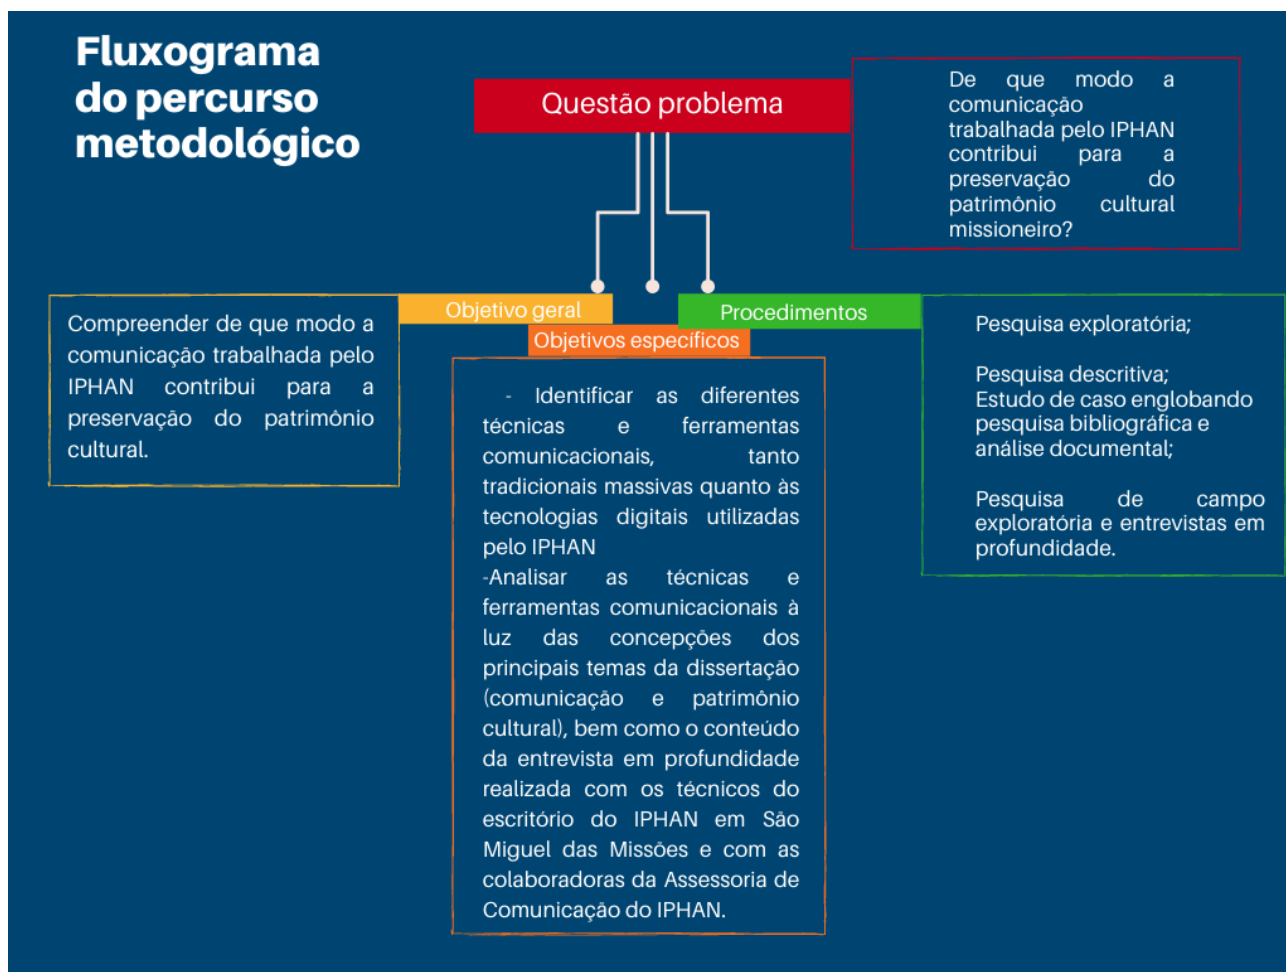 Fluxograma
do percurso
metodológico
Questão problema
De que modo a
comunicação
trabalhada pelo IPHAN
contribui para a
preservação do
patrimônio cultural
missioneiro?
Objetivo geral
Compreender de que modo a
comunicação trabalhada pelo
IPHAN contribui para a
preservação do patrimônio
cultural.
Objetivos específicos
- Identificar as diferentes
técnicas e ferramentas
comunicacionais, tanto
tradicionais massivas quanto às
tecnologias digitais utilizadas
pelo IPHAN
-Analisar as técnicas e
ferramentas comunicacionais à
luz das concepções dos
principais temas da dissertação
(comunicação e patrimônio
cultural), bem como o conteúdo
da entrevista em profundidade
realizada com os técnicos do
escritório do IPHAN em São
Miguel das Missões e com as
colaboradoras da Assessoria de
Comunicação do IPHAN.
Procedimentos
Pesquisa exploratória;
Pesquisa descritiva;
Estudo de caso englobando
pesquisa bibliográfica e
análise documental;
Pesquisa de campo
exploratória e entrevistas em
profundidade.